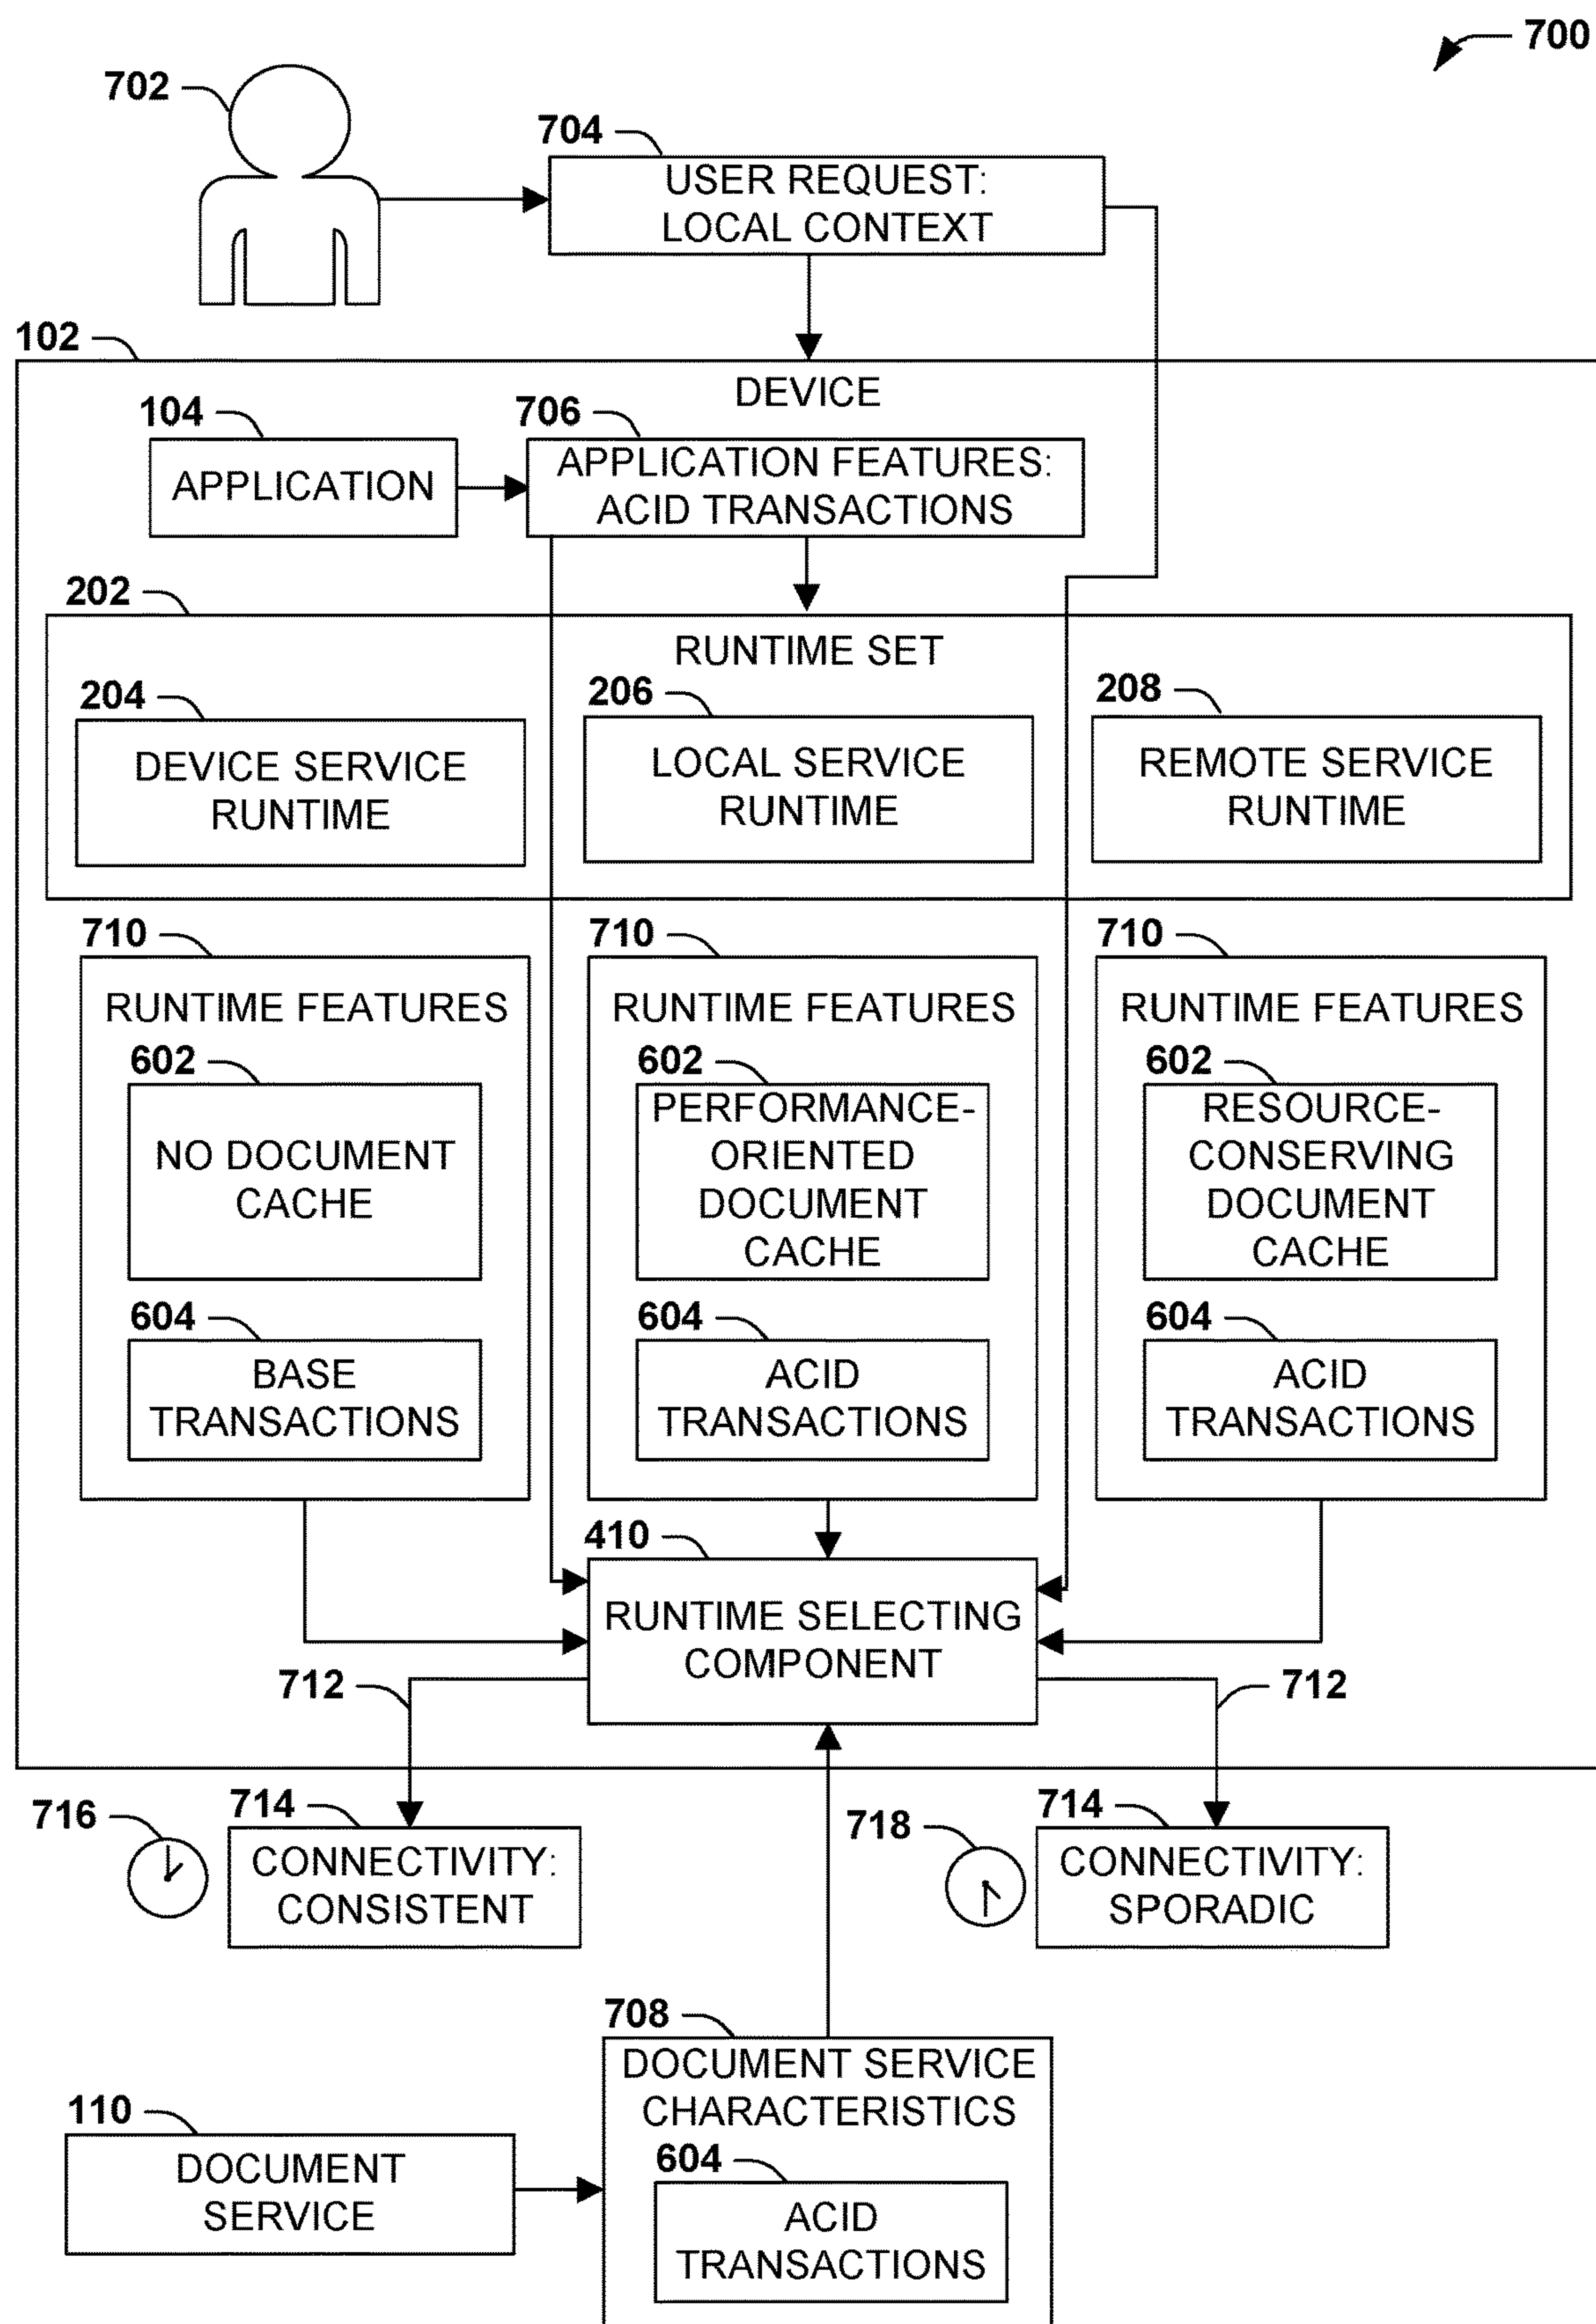 700
702
704
USER REQUEST:
LOCAL CONTEXT
102
DEVICE
104
706
APPLICATION
APPLICATION FEATURES:
ACID TRANSACTIONS
202
RUNTIME SET
204
206
208
DEVICE SERVICE
RUNTIME
LOCAL SERVICE
RUNTIME
REMOTE SERVICE
RUNTIME
710
710
710
RUNTIME FEATURES
RUNTIME FEATURES
RUNTIME FEATURES
602
602
602
NO DOCUMENT
CACHE
PERFORMANCE-
ORIENTED
DOCUMENT
CACHE
RESOURCE-
CONSERVING
DOCUMENT
CACHE
604
604
604
BASE
TRANSACTIONS
ACID
TRANSACTIONS
ACID
TRANSACTIONS
410
RUNTIME SELECTING
COMPONENT
712
712
716
714
718
714
CONNECTIVITY:
CONSISTENT
CONNECTIVITY:
SPORADIC
708
DOCUMENT SERVICE
CHARACTERISTICS
110
DOCUMENT
SERVICE
604
ACID
TRANSACTIONS